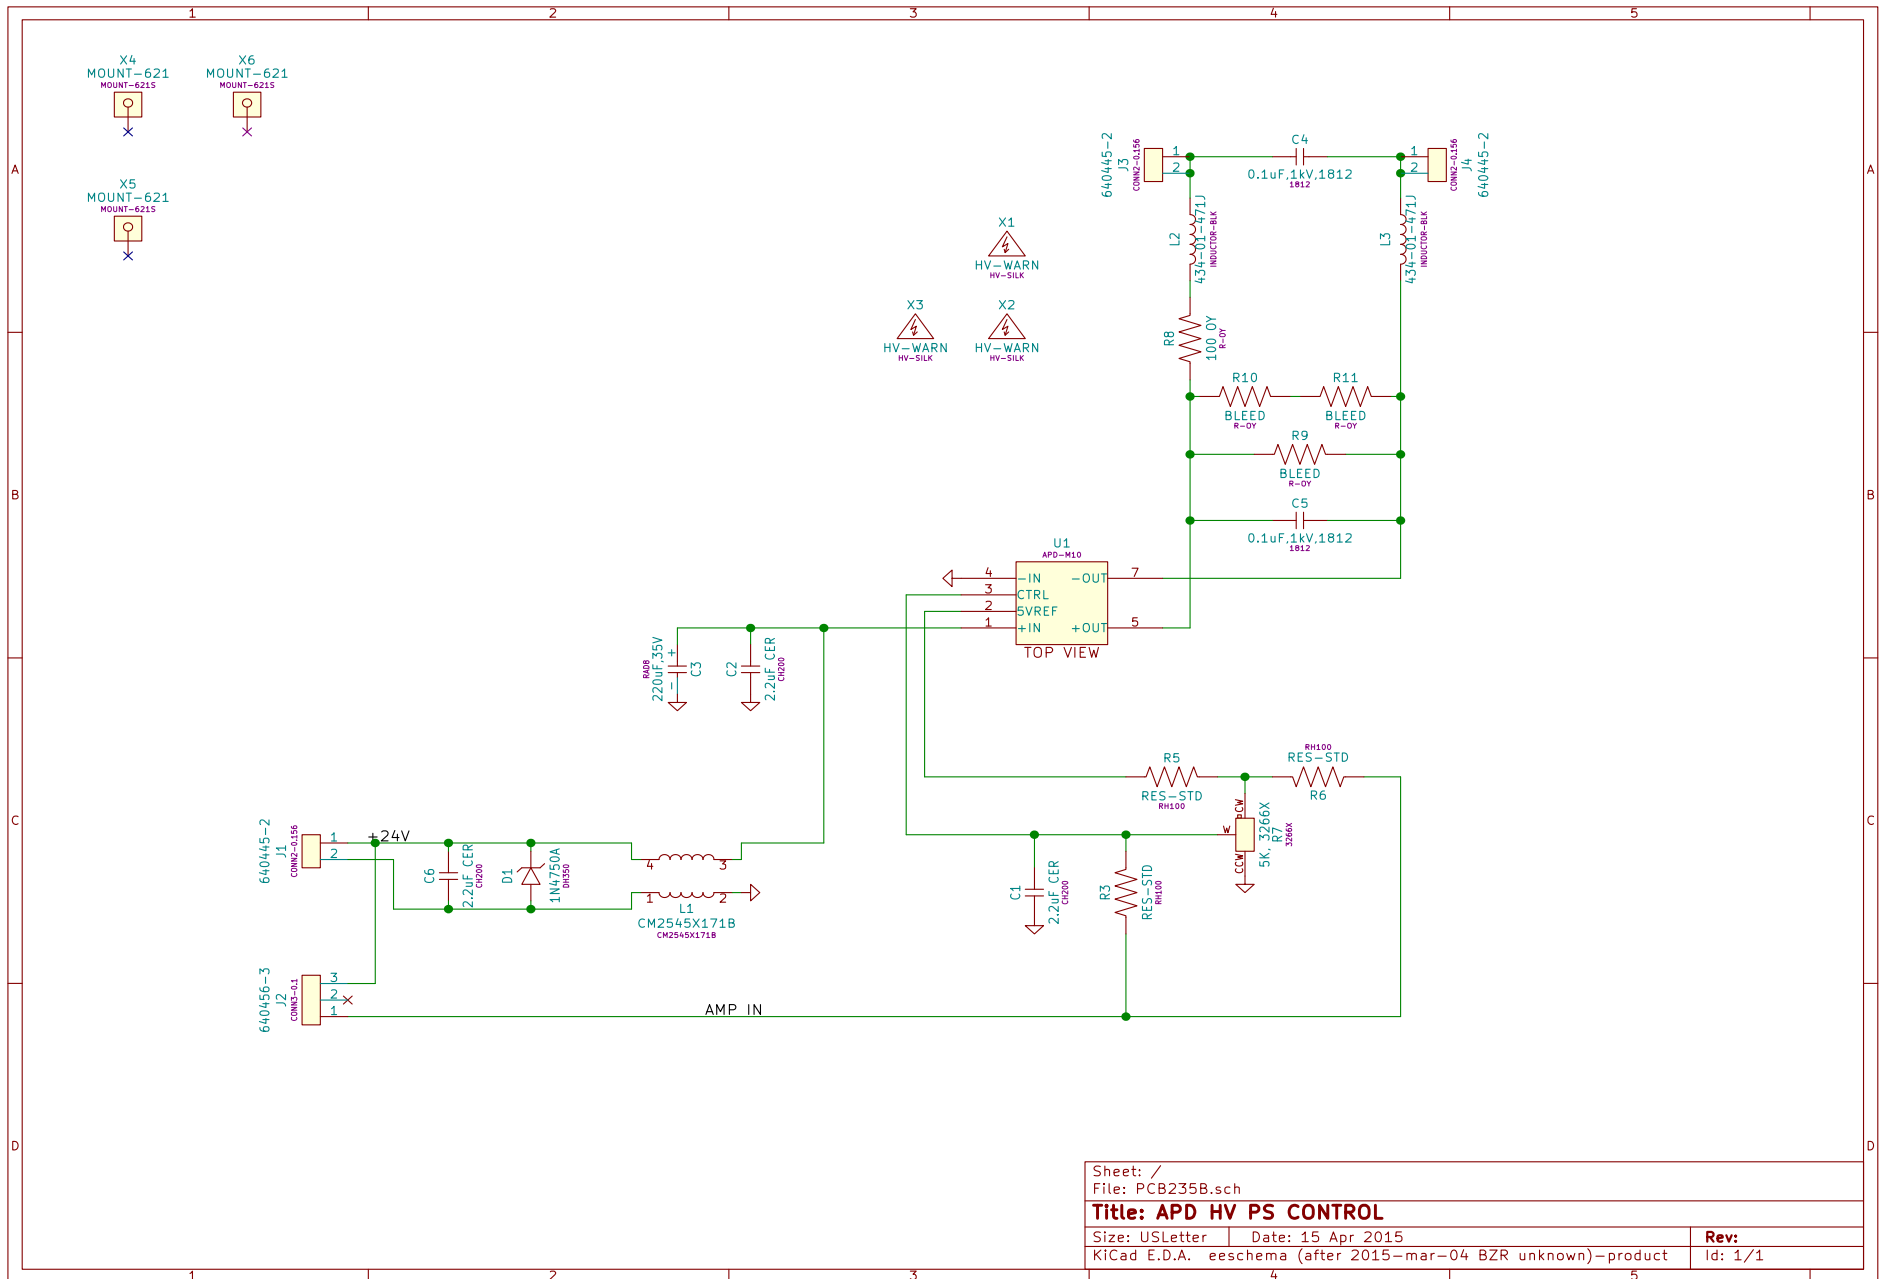 1 2 3 4 5
A
B
C
D
A
B
C
D
1 2 3 4 5
X4
MOUNT-621
MOUNT-621S
X6
MOUNT-621
MOUNT-621S
X5
MOUNT-621
MOUNT-621S
X1
HV-WARN
HV-SILK
X3
HV-WARN
HV-SILK
X2
HV-WARN
HV-SILK
640445-2
J3
CONN2-0.156
1
2
C4
0.1uF,1kV,1812
1812
1
2
CONN2-0.156
J4
640445-2
L2
434-01-471J
INDUCTOR-BLK
L3
434-01-471J
INDUCTOR-BLK
R8
100 OY
R-OY
R10
BLEED
R-OY
R11
BLEED
R-OY
R9
BLEED
R-OY
C5
0.1uF,1kV,1812
1812
U1
APD-M10
4 -IN -OUT 7
3 CTRL
2 5VREF
1 +IN +OUT 5
TOP VIEW
RAD8
220uF,35V
+
-
C3
C2
2.2uF CER
CH200
R5
RES-STD
RH100
RH100
RES-STD
R6
CW
W
CCW
5K, 3266X
R7
3266X
640445-2
J1
CONN2-0.156
1
2
+24V
C6
2.2uF CER
CH200
D1
1N4750A
DH350
4 3
1 2
L1
CM2545X171B
CM2545X171B
C1
2.2uF CER
CH200
R3
RES-STD
RH100
640456-3
J2
CONN3-0.1
3
2
1
AMP IN
Sheet: /
File: PCB235B.sch
Title: APD HV PS CONTROL
Size: USLetter Date: 15 Apr 2015 Rev:
KiCad E.D.A. eeschema (after 2015-mar-04 BZR unknown)-product Id: 1/1